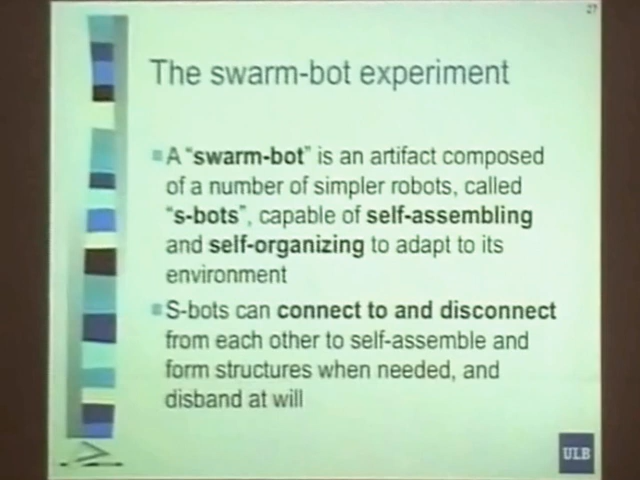 27
The swarm-bot experiment
A "swarm-bot" is an artifact composed
of a number of simpler robots, called
"s-bots", capable of self-assembling
and self-organizing to adapt to its
environment
S-bots can connect to and disconnect
from each other to self-assemble and
form structures when needed, and
disband at will
ULB